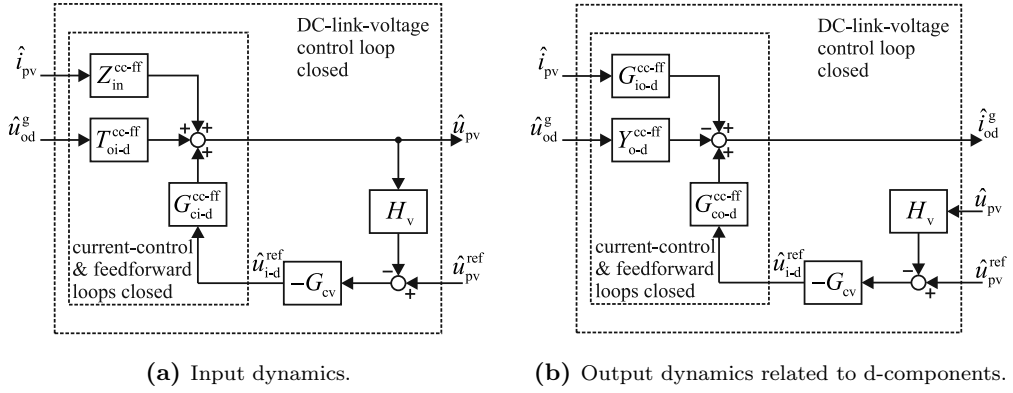 DC-link-voltage
control loop
closed
î_pv
Z_in^cc-ff
û_od^g
T_oi-d^cc-ff
+
+
+
û_pv
G_ci-d^cc-ff
H_v
current-control
& feedforward
loops closed
û_i-d^ref
−G_cv
−
+
û_pv^ref
(a) Input dynamics.
DC-link-voltage
control loop
closed
î_pv
G_io-d^cc-ff
û_od^g
Y_o-d^cc-ff
−
+
+
î_od^g
G_co-d^cc-ff
H_v
û_pv
current-control
& feedforward
loops closed
û_i-d^ref
−G_cv
−
+
û_pv^ref
(b) Output dynamics related to d-components.